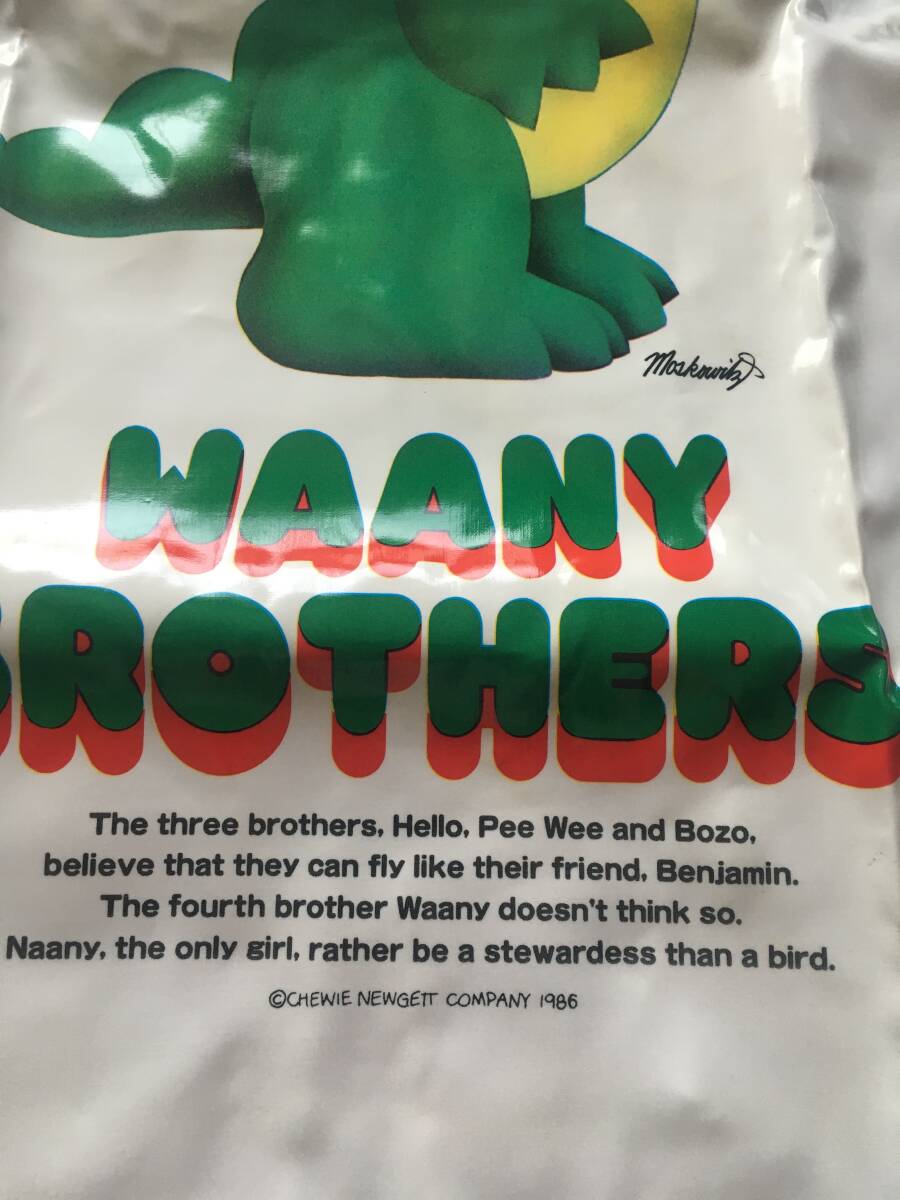 Moskowitz
WAANY
BROTHERS
The three brothers, Hello, Pee Wee and Bozo,
believe that they can fly like their friend, Benjamin.
The fourth brother Waany doesn't think so.
Naany, the only girl, rather be a stewardess than a bird.
©CHEWIE NEWGETT COMPANY 1986